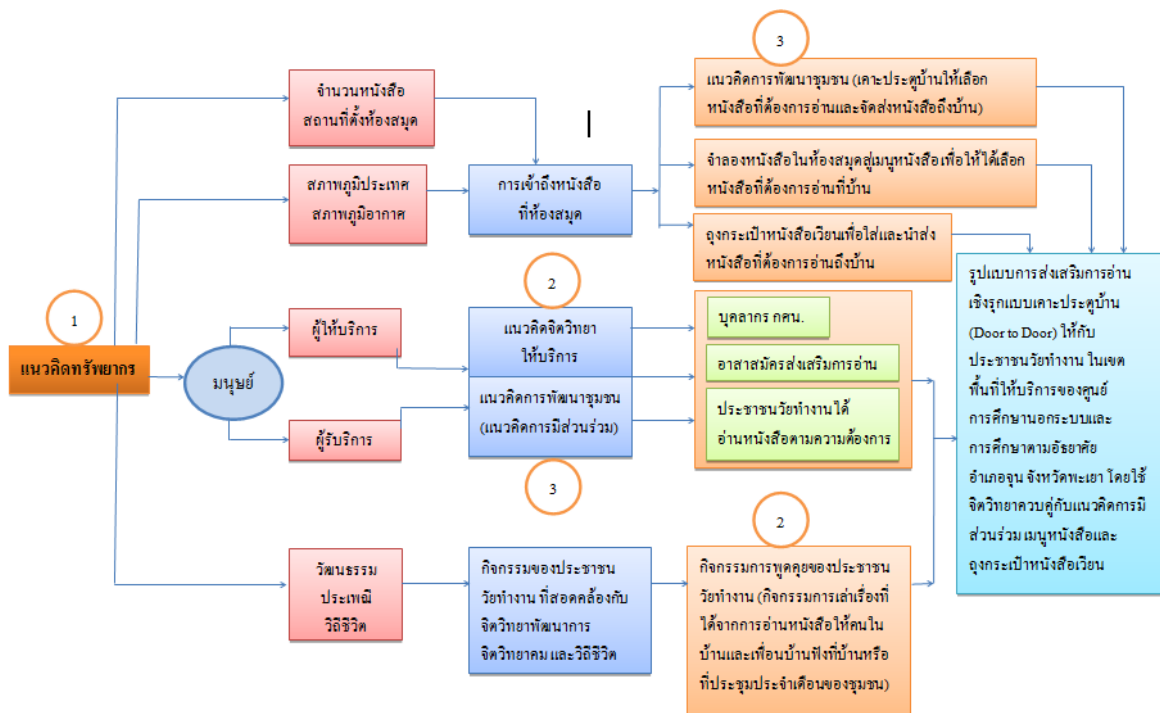 3
แนวคิดการพัฒนาชุมชน (เคาะประตูบ้านให้เลือก
หนังสือที่ต้องการอ่านและจัดส่งหนังสือถึงบ้าน)
จำนวนหนังสือ
สถานที่ตั้งห้องสมุด
จำลองหนังสือในห้องสมุดสู่เมนูหนังสือเพื่อให้ได้เลือก
หนังสือที่ต้องการอ่านที่บ้าน
สภาพภูมิประเทศ
สภาพภูมิอากาศ
การเข้าถึงหนังสือ
ที่ห้องสมุด
ถุงกระเป๋าหนังสือเวียนเพื่อใส่และนำส่ง
หนังสือที่ต้องการอ่านถึงบ้าน
1
แนวคิดทรัพยากร
มนุษย์
ผู้ให้บริการ
ผู้รับบริการ
2
แนวคิดจิตวิทยา
ให้บริการ
แนวคิดการพัฒนาชุมชน
(แนวคิดการมีส่วนร่วม)
3
บุคลากร กศน.
อาสาสมัครส่งเสริมการอ่าน
ประชาชนวัยทำงานได้
อ่านหนังสือตามความต้องการ
วัฒนธรรม
ประเพณี
วิถีชีวิต
กิจกรรมของประชาชน
วัยทำงาน ที่สอดคล้องกับ
จิตวิทยาพัฒนาการ
จิตวิทยาคม และวิถีชีวิต
2
กิจกรรมการพูดคุยของประชาชน
วัยทำงาน (กิจกรรมการเล่าเรื่องที่
ได้จากการอ่านหนังสือให้คนใน
บ้านและเพื่อนบ้านฟังที่บ้านหรือ
ที่ประชุมประจำเดือนของชุมชน)
รูปแบบการส่งเสริมการอ่าน
เชิงรุกแบบเคาะประตูบ้าน
(Door to Door) ให้กับ
ประชาชนวัยทำงาน ในเขต
พื้นที่ให้บริการของศูนย์
การศึกษานอกระบบและ
การศึกษาตามอัธยาศัย
อำเภอจุน จังหวัดพะเยา โดยใช้
จิตวิทยาควบคู่กับแนวคิดการมี
ส่วนร่วม เมนูหนังสือและ
ถุงกระเป๋าหนังสือเวียน